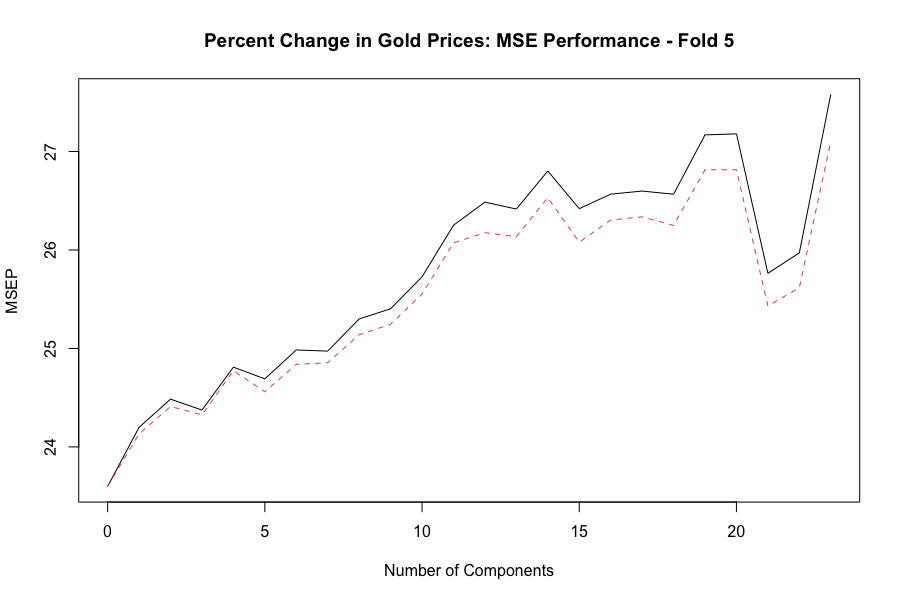 Percent Change in Gold Prices: MSE Performance - Fold 5
27
26
25
24
MSEP
0 5 10 15 20
Number of Components